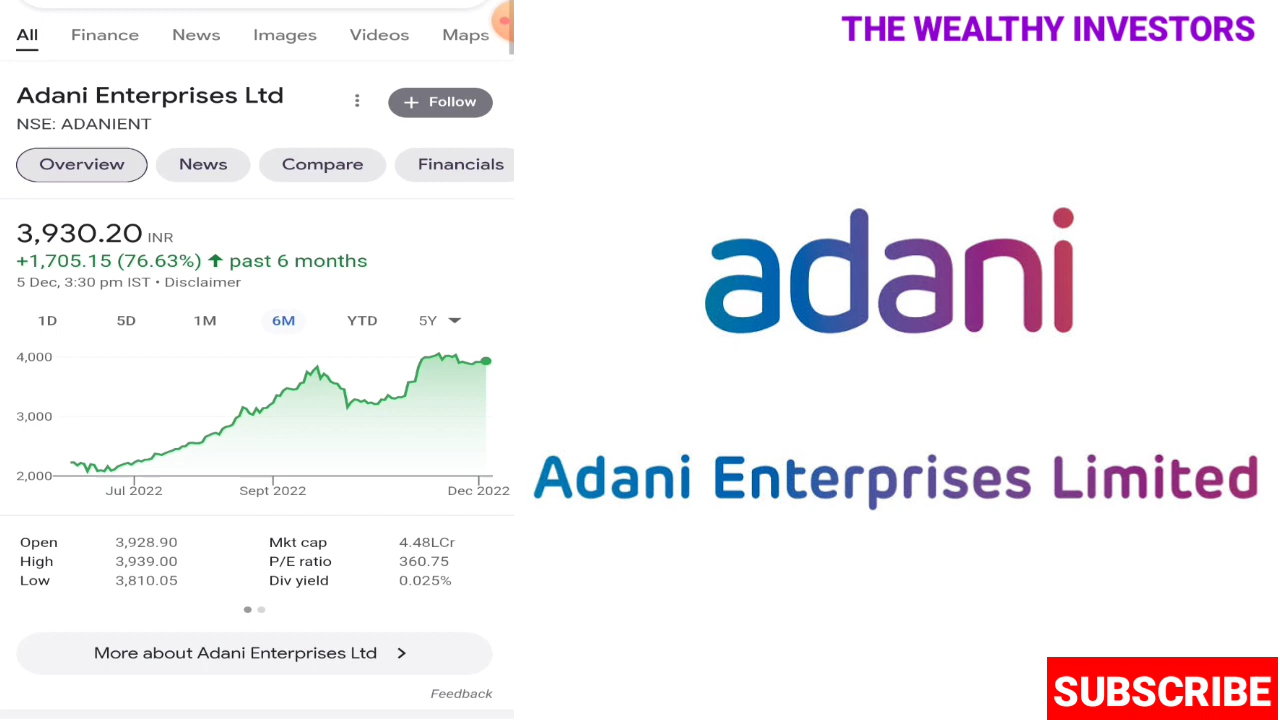 All Finance News Images Videos Maps
Adani Enterprises Ltd
+ Follow
NSE: ADANIENT
Overview News Compare Financials
3,930.20 INR
+1,705.15 (76.63%) ↑ past 6 months
5 Dec, 3:30 pm IST • Disclaimer
1D 5D 1M 6M YTD 5Y
4,000
3,000
2,000
Jul 2022 Sept 2022 Dec 2022
Open 3,928.90 Mkt cap 4.48LCr
High 3,939.00 P/E ratio 360.75
Low 3,810.05 Div yield 0.025%
More about Adani Enterprises Ltd >
Feedback
THE WEALTHY INVESTORS
adani
Adani Enterprises Limited
SUBSCRIBE